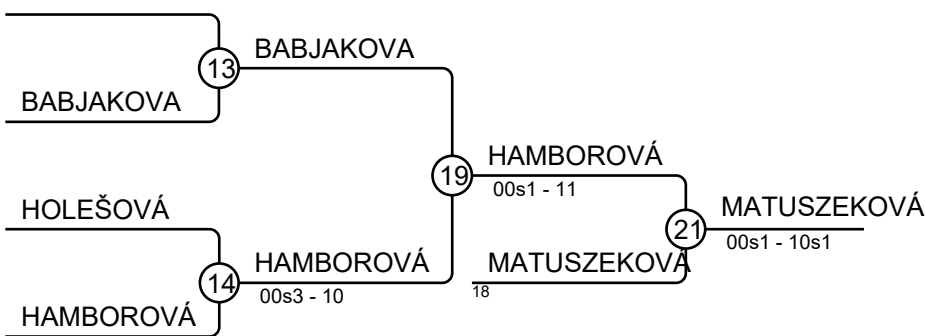 BABJAKOVA
13
BABJAKOVA
HOLEŠOVÁ
14
HAMBOROVÁ
HAMBOROVÁ
00s3 - 10
19
HAMBOROVÁ
00s1 - 11
MATUSZEKOVÁ
18
21
MATUSZEKOVÁ
00s1 - 10s1